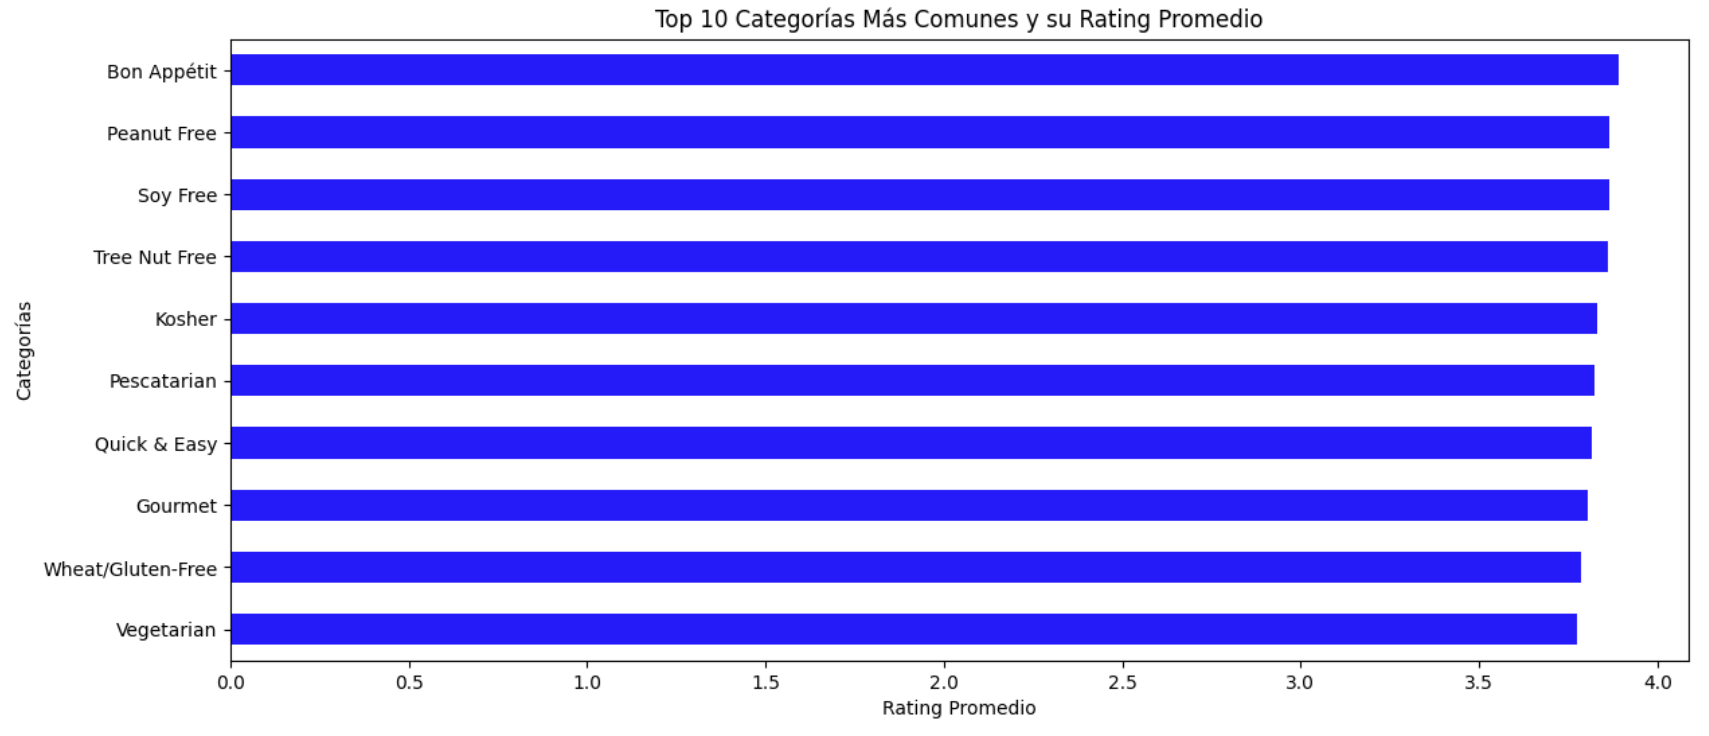 Top 10 Categorías Más Comunes y su Rating Promedio
Categorías
Bon Appétit
Peanut Free
Soy Free
Tree Nut Free
Kosher
Pescatarian
Quick & Easy
Gourmet
Wheat/Gluten-Free
Vegetarian
0.0 0.5 1.0 1.5 2.0 2.5 3.0 3.5 4.0
Rating Promedio